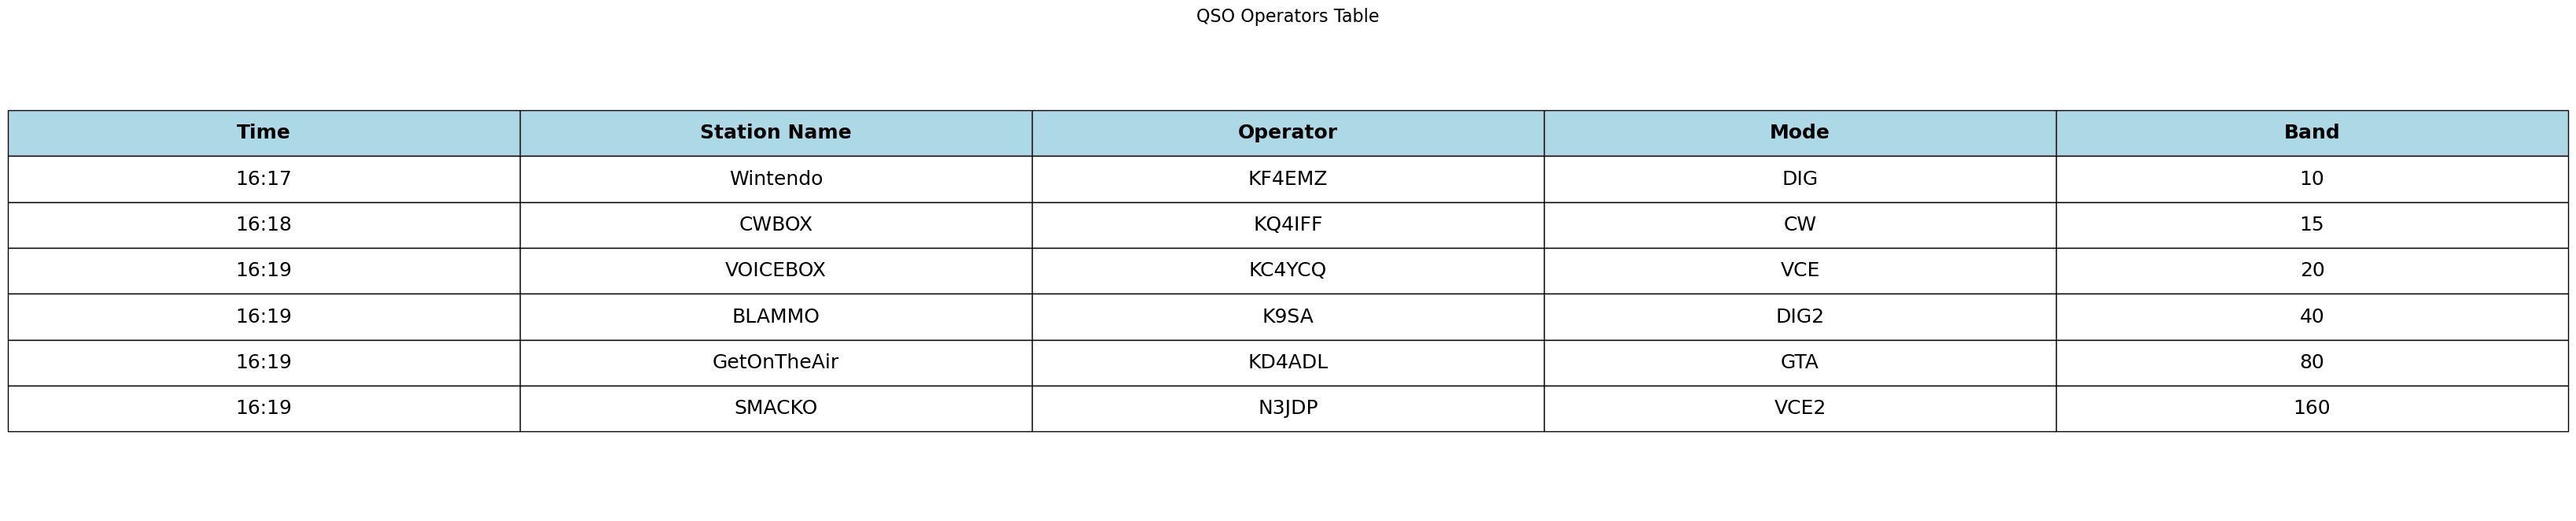 QSO Operators Table
Time Station Name Operator Mode Band
16:17 Wintendo KF4EMZ DIG 10
16:18 CWBOX KQ4IFF CW 15
16:19 VOICEBOX KC4YCQ VCE 20
16:19 BLAMMO K9SA DIG2 40
16:19 GetOnTheAir KD4ADL GTA 80
16:19 SMACKO N3JDP VCE2 160